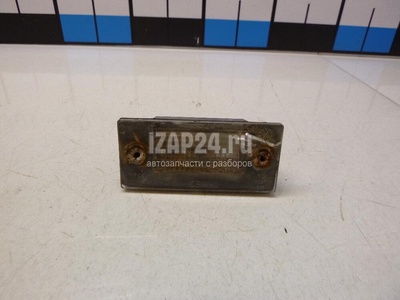 iZAP24.ru
автозапчасти с разборов